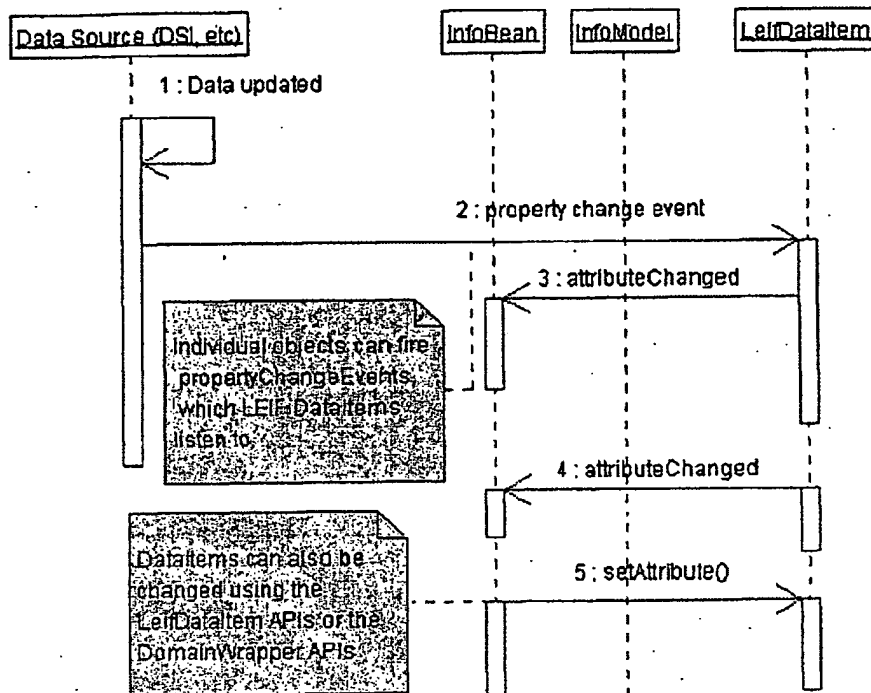 Data Source (DSI, etc)
InfoBean
InfoModel
LeifDataItem
1 : Data updated
2 : property change event
3 : attributeChanged
Individual objects can fire
propertyChangeEvents,
which LEIF DataItems
listen to.
4 : attributeChanged
DataItems can also be
changed using the
LeifDataItem APIs or the
DomainWrapper APIs
5 : setAttribute()